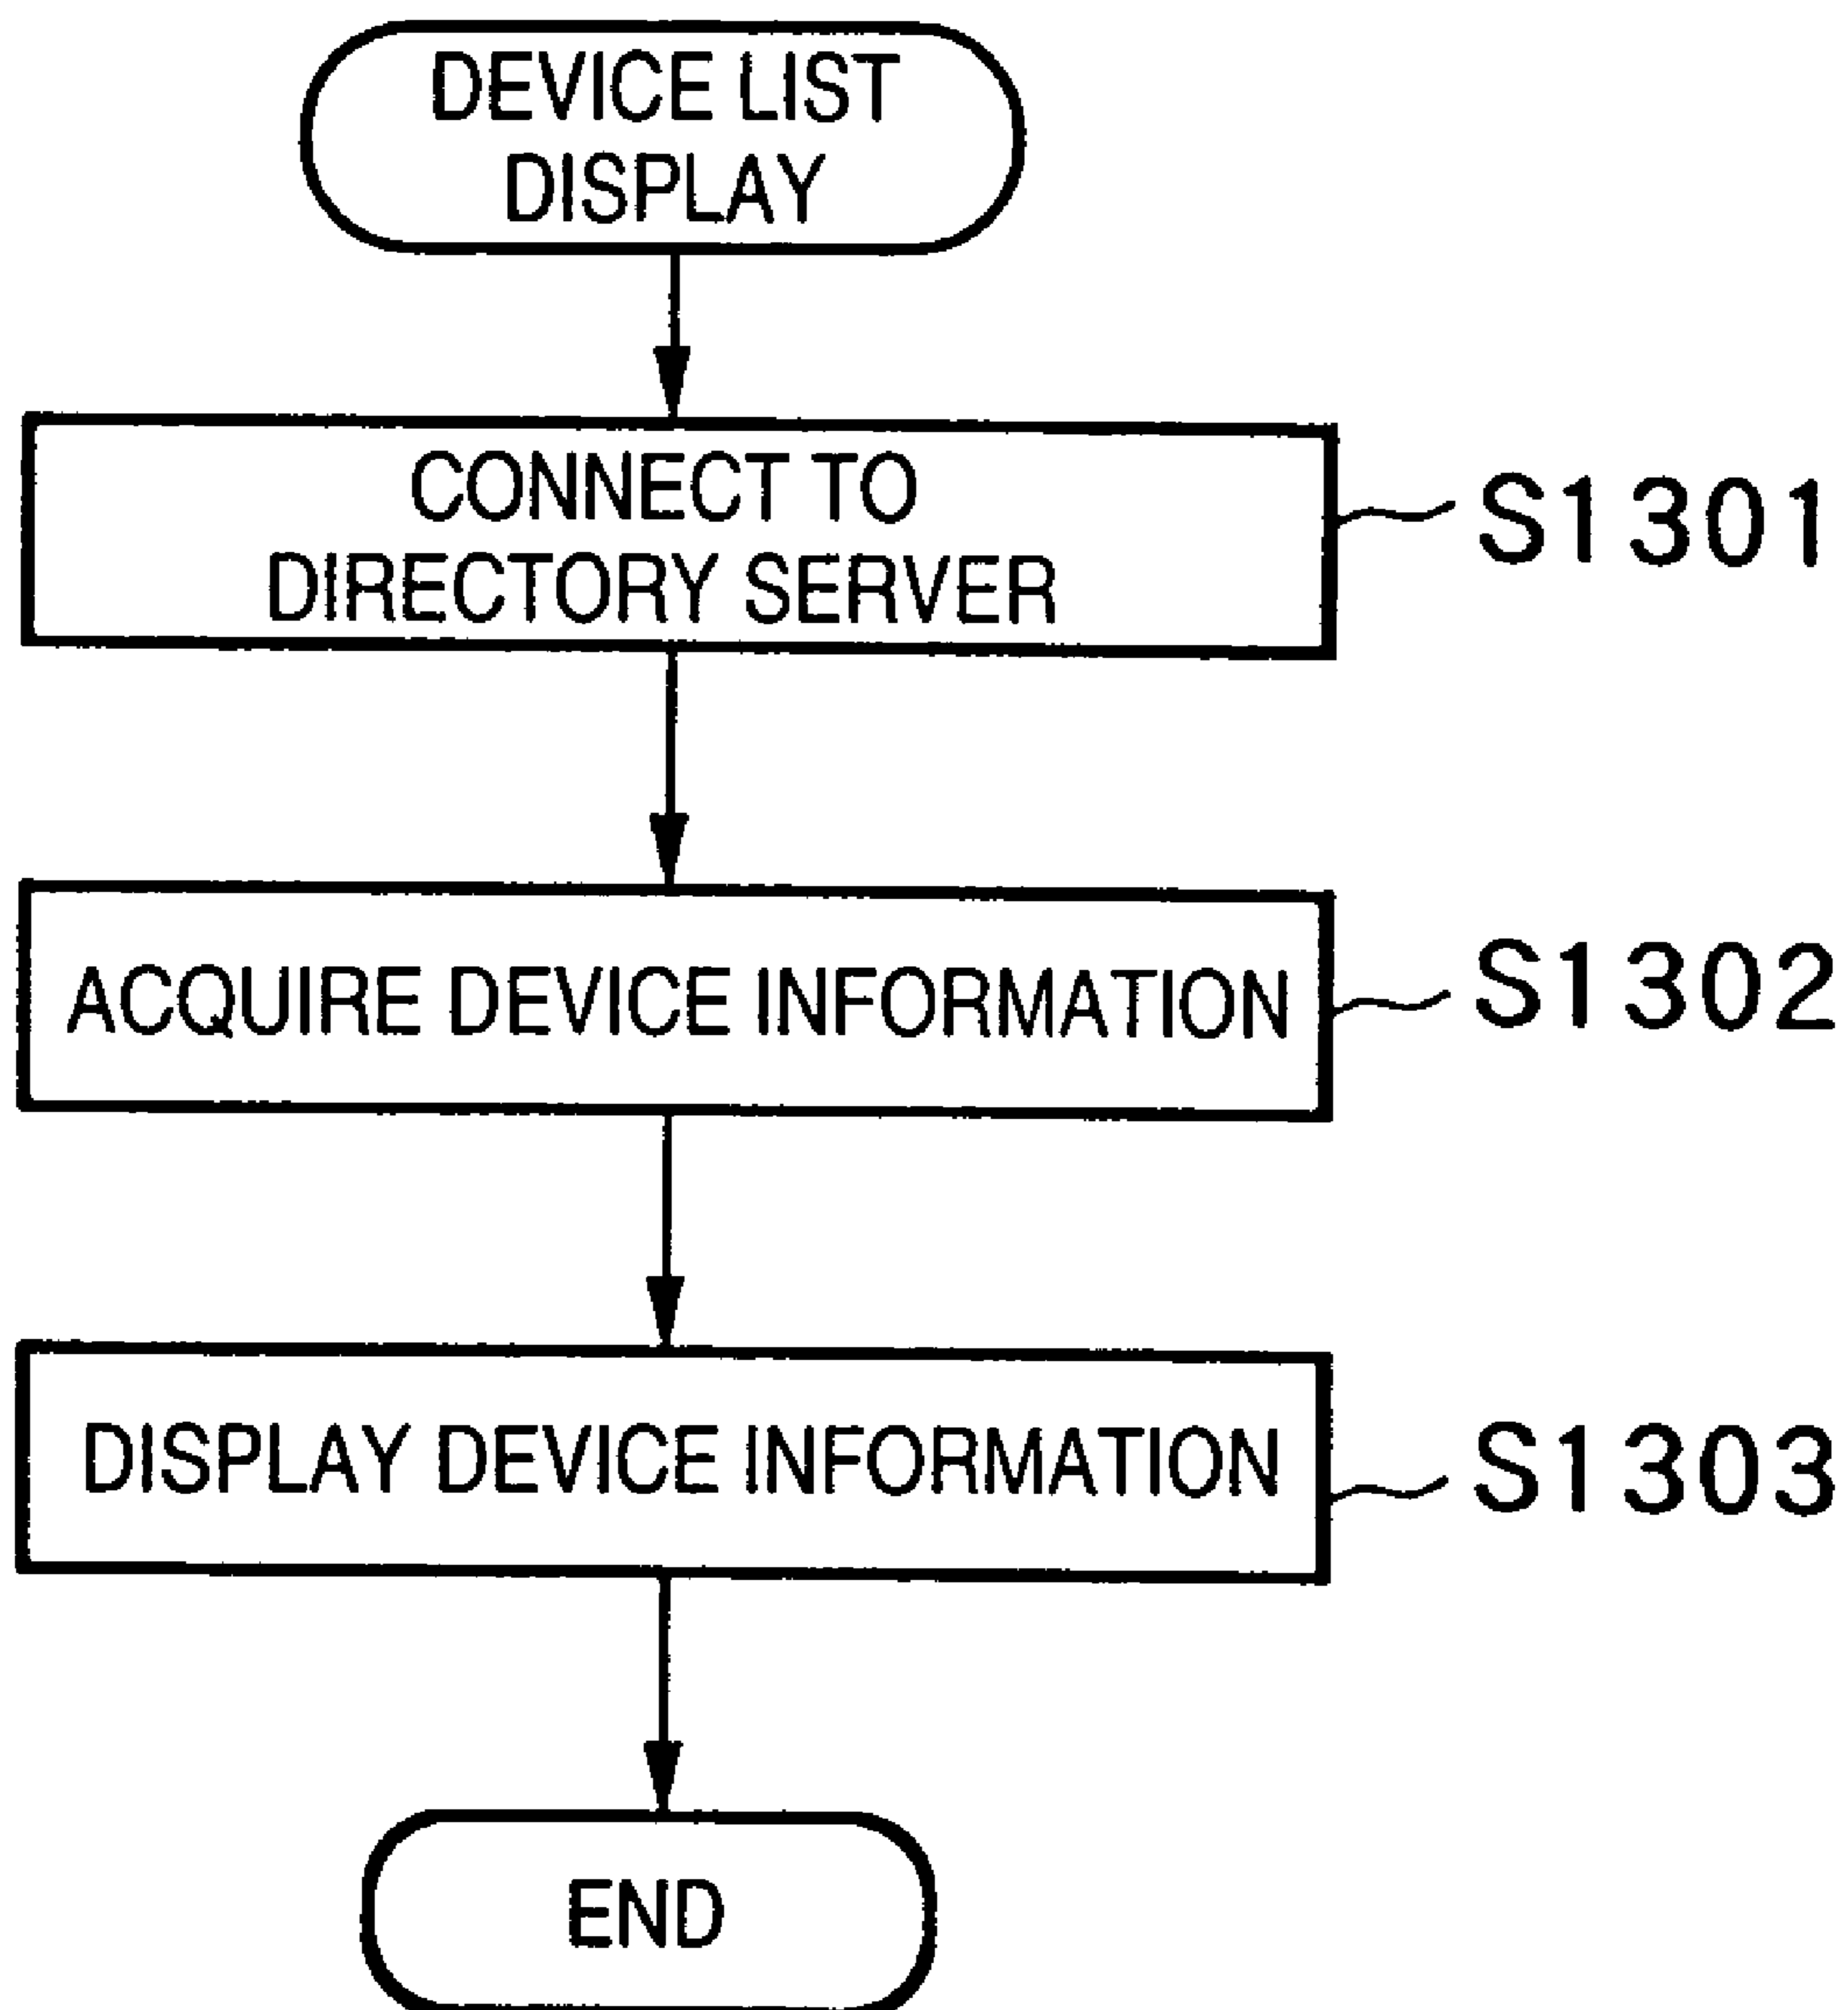 DEVICE LIST
DISPLAY
CONNECT TO
DIRECTORY SERVER
S1301
ACQUIRE DEVICE INFORMATION
S1302
DISPLAY DEVICE INFORMATION
S1303
END